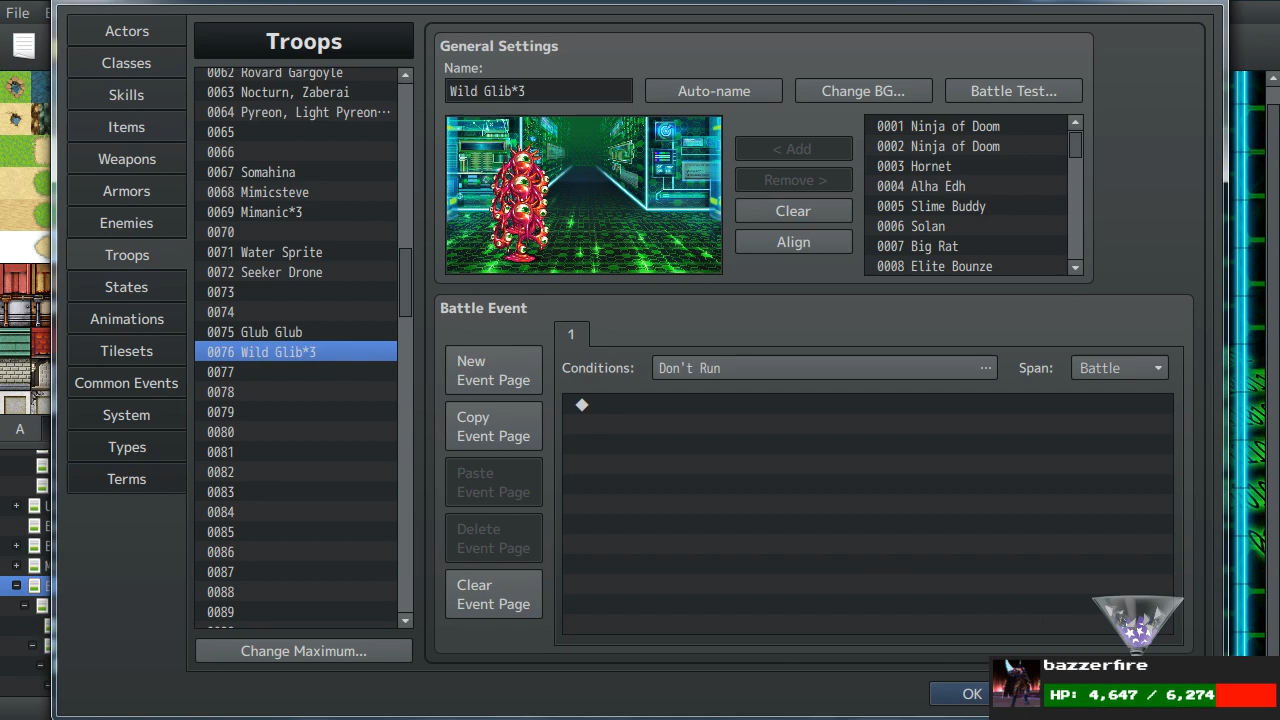 File
Actors
Classes
Skills
Items
Weapons
Armors
Enemies
Troops
States
Animations
Tilesets
Common Events
System
Types
Terms
A
Troops
0062 Rovard Gargoyle
0063 Nocturn, Zaberai
0064 Pyreon, Light Pyreon···
0065
0066
0067 Somahina
0068 Mimicsteve
0069 Mimanic*3
0070
0071 Water Sprite
0072 Seeker Drone
0073
0074
0075 Glub Glub
0076 Wild Glib*3
0077
0078
0079
0080
0081
0082
0083
0084
0085
0086
0087
0088
0089
Change Maximum...
General Settings
Name:
Wild Glib*3
Auto-name
Change BG...
Battle Test...
< Add
Remove >
Clear
Align
0001 Ninja of Doom
0002 Ninja of Doom
0003 Hornet
0004 Alha Edh
0005 Slime Buddy
0006 Solan
0007 Big Rat
0008 Elite Bounze
Battle Event
1
New
Event Page
Copy
Event Page
Paste
Event Page
Delete
Event Page
Clear
Event Page
Conditions:
Don't Run
···
Span:
Battle
OK
bazzerfire
HP: 4,647 / 6,274